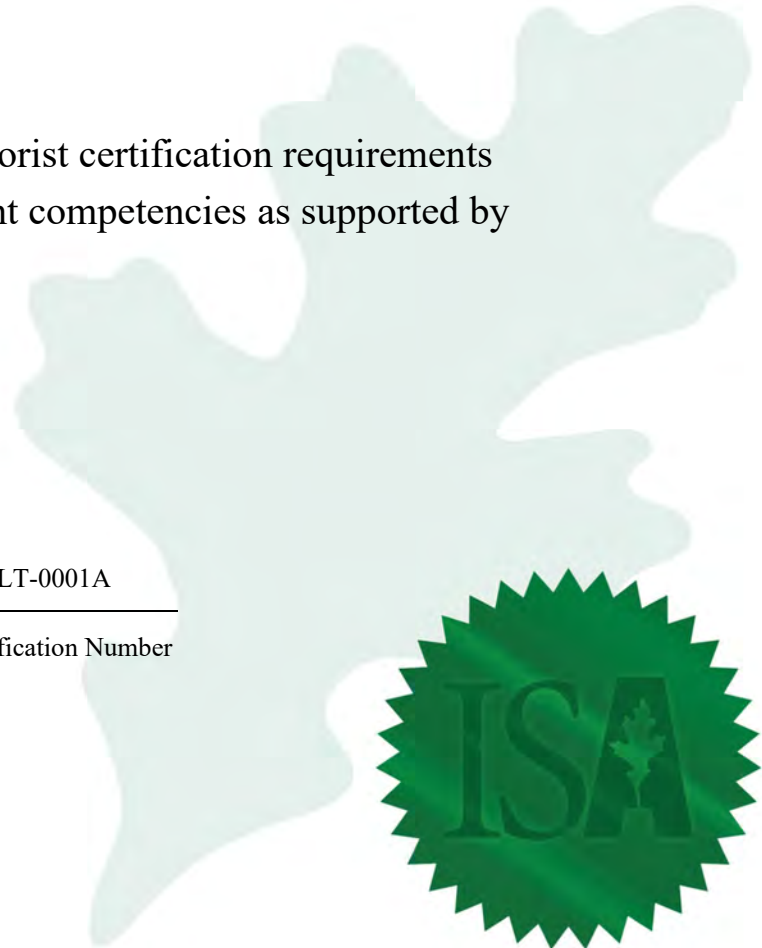 orist certification requirements
nt competencies as supported by
LT-0001A
fication Number
ISA